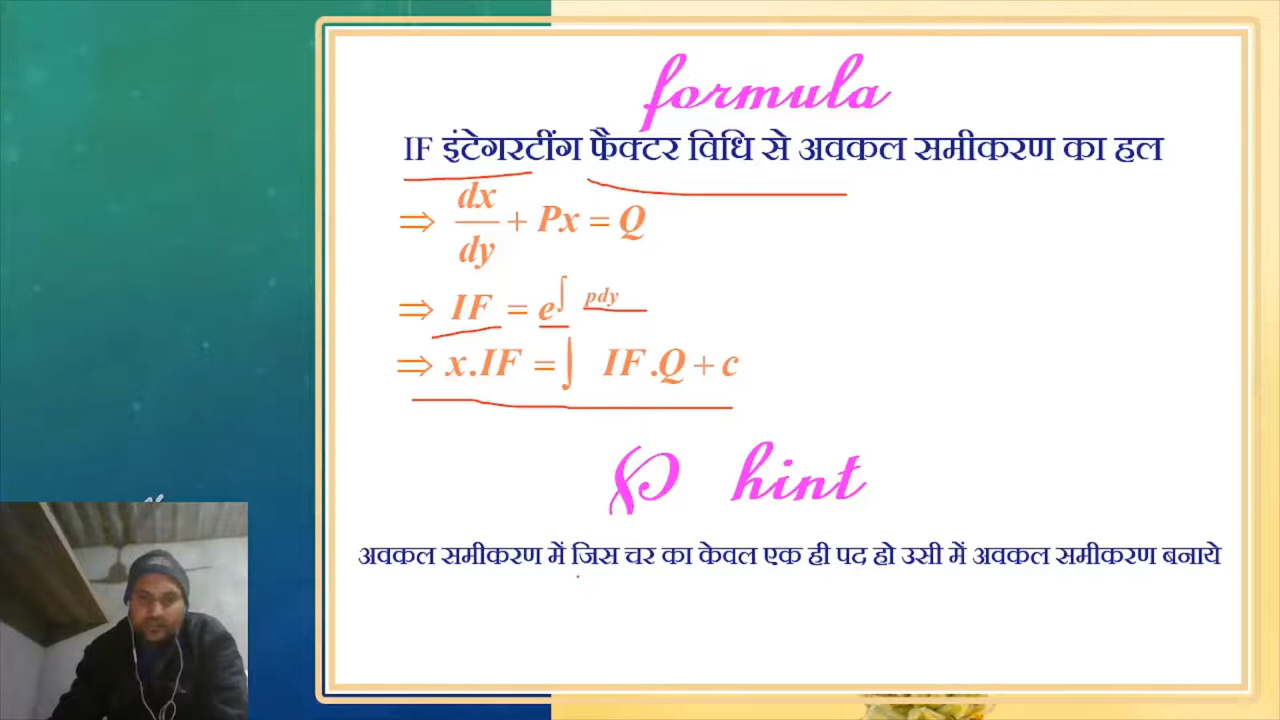 formula
IF इंटेगरटींग फैक्टर विधि से अवकल समीकरण का हल
⇒ dx/dy + Px = Q
⇒ IF = e^∫ pdy
⇒ x.IF = ∫ IF.Q + c
℘ hint
अवकल समीकरण में जिस चर का केवल एक ही पद हो उसी में अवकल समीकरण बनाये